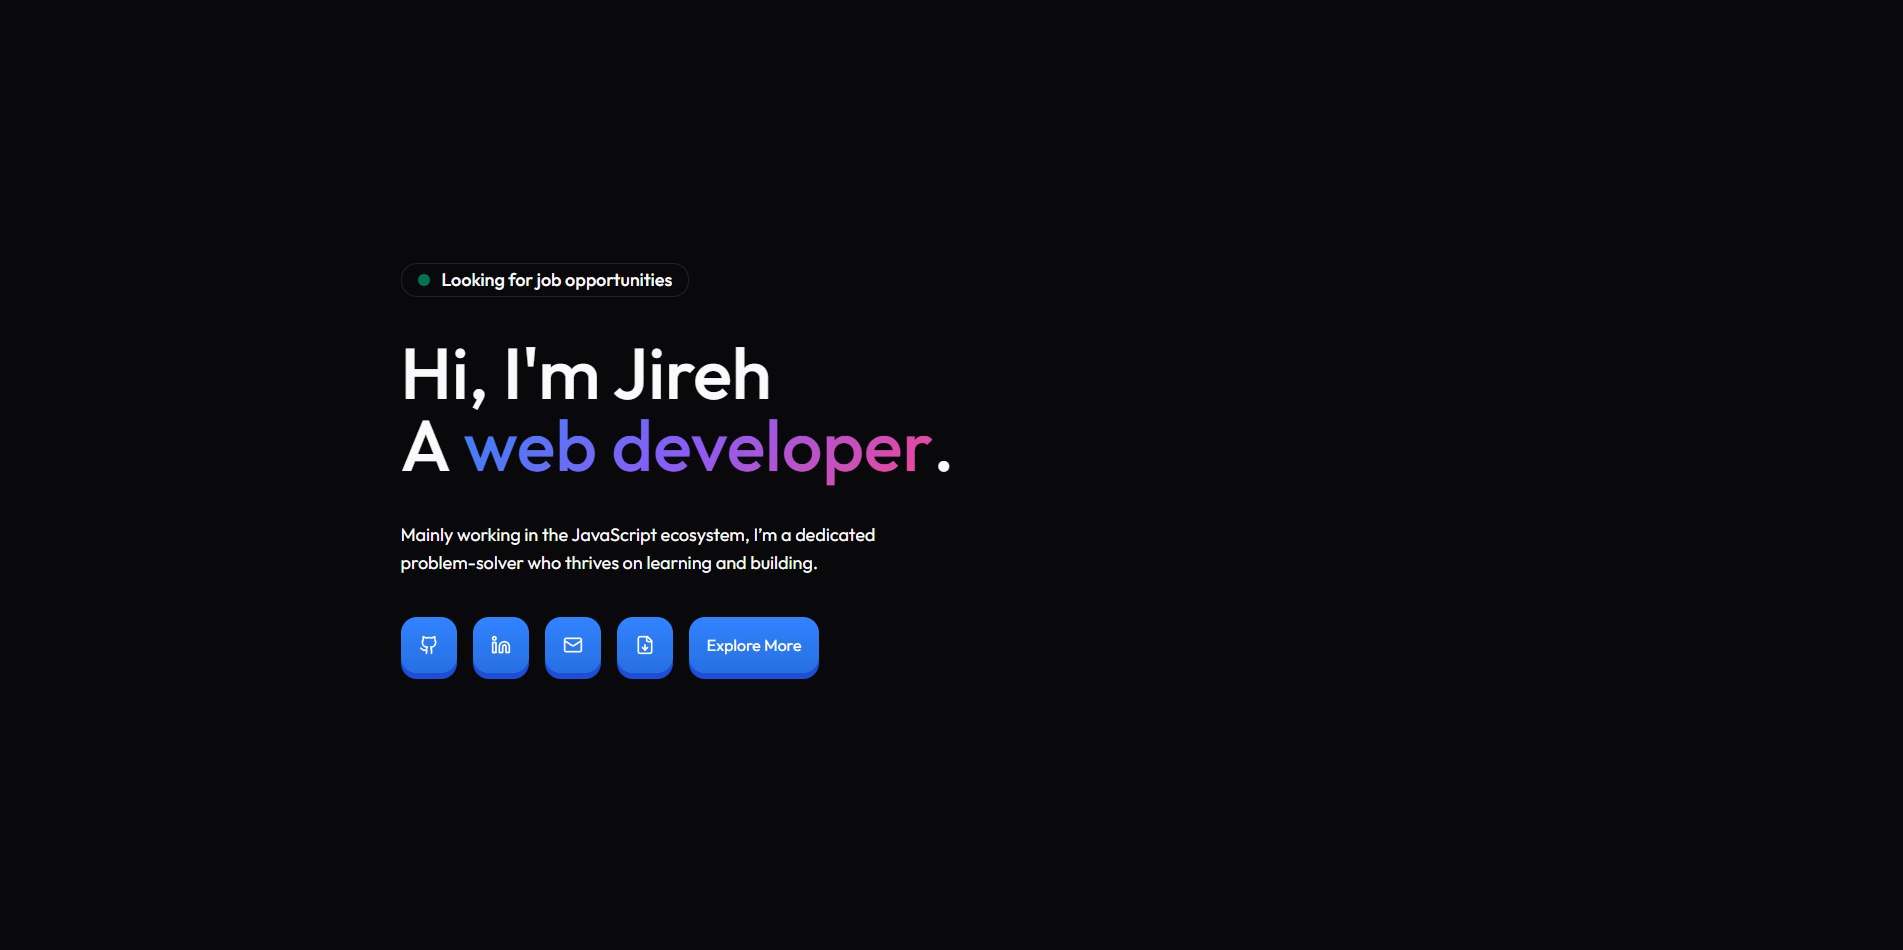 Looking for job opportunities
Hi, I'm Jireh
A web developer.
Mainly working in the JavaScript ecosystem, I’m a dedicated
problem-solver who thrives on learning and building.
Explore More